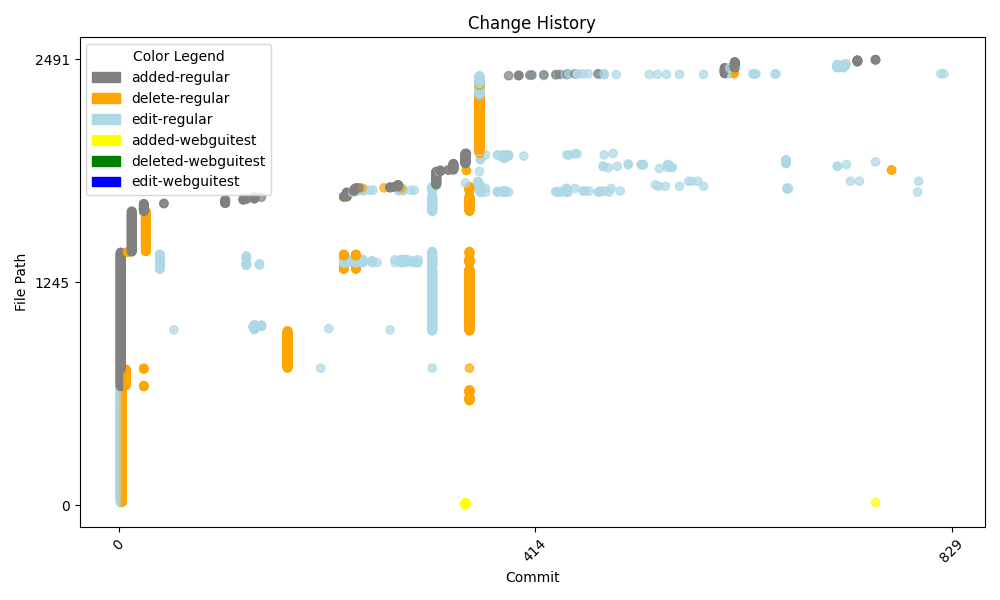 Change History
Color Legend
added-regular
delete-regular
edit-regular
added-webguitest
deleted-webguitest
edit-webguitest
File Path
2491
1245
0
0
414
829
Commit